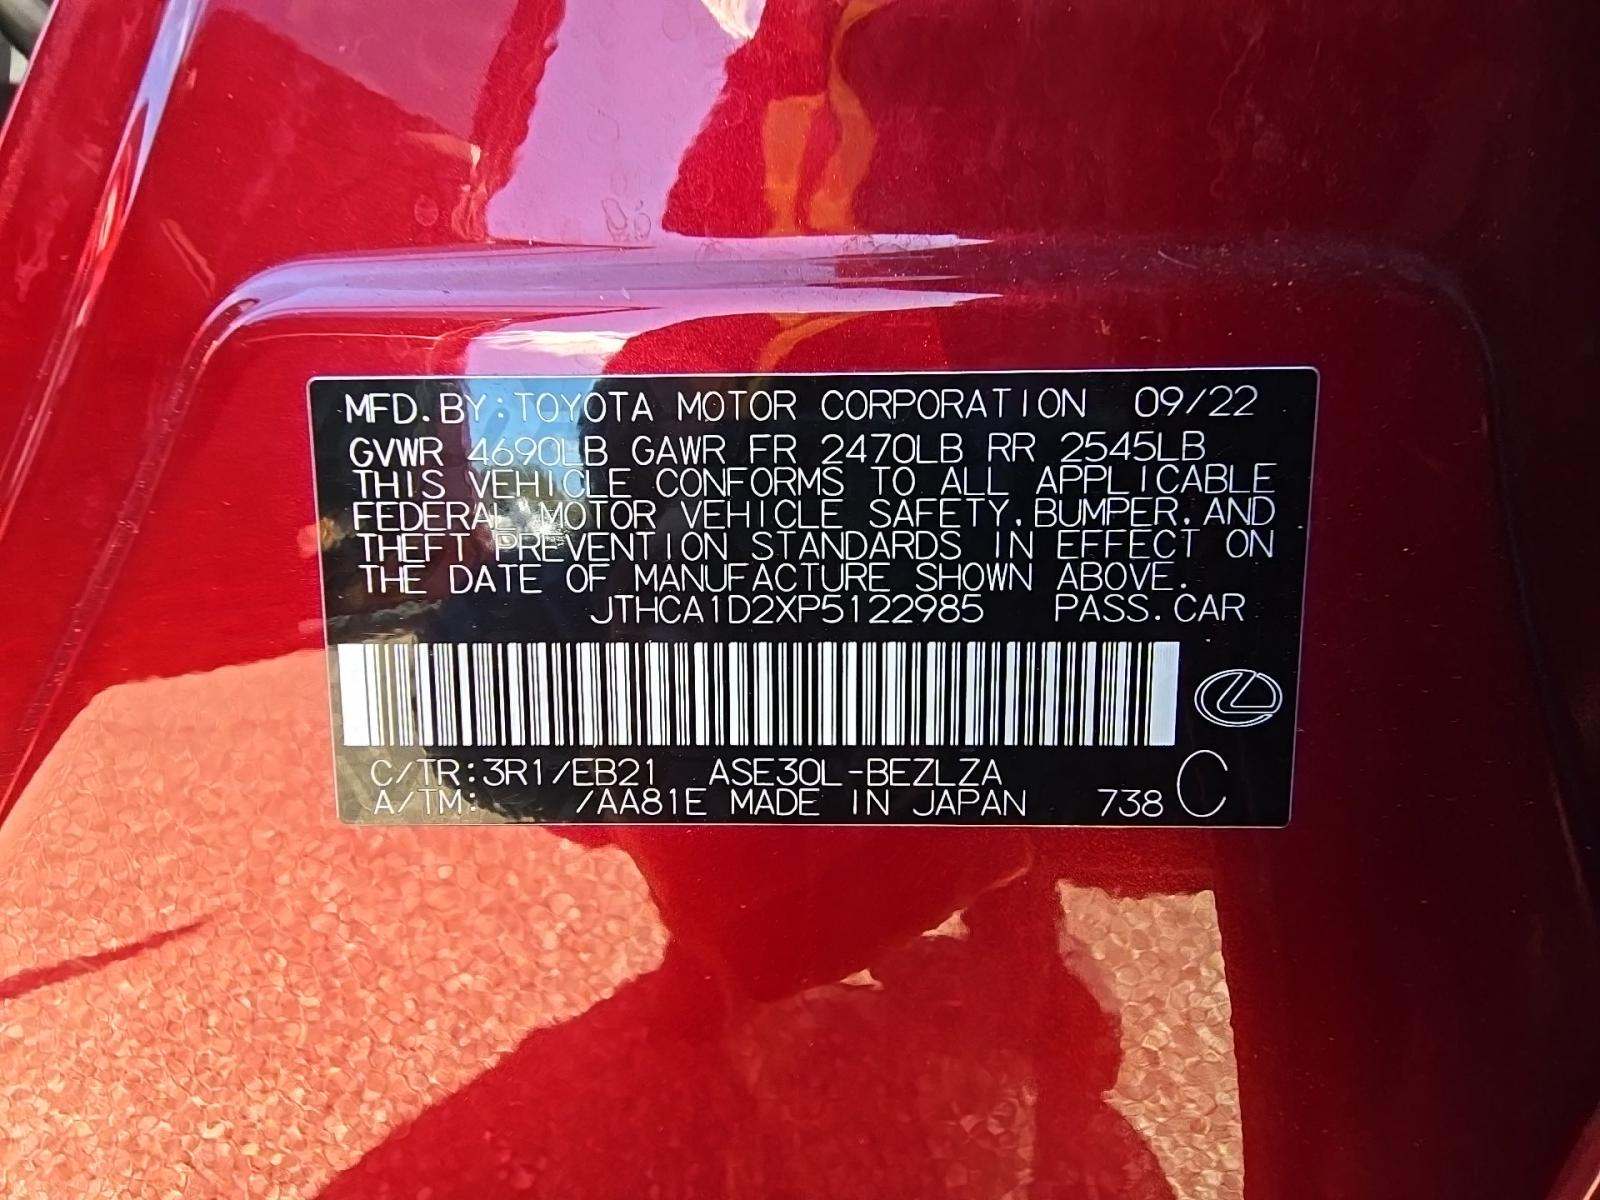 MFD.BY:TOYOTA MOTOR CORPORATION 09/22
GVWR 4690LB GAWR FR 2470LB RR 2545LB
THIS VEHICLE CONFORMS TO ALL APPLICABLE
FEDERAL MOTOR VEHICLE SAFETY,BUMPER,AND
THEFT PREVENTION STANDARDS IN EFFECT ON
THE DATE OF MANUFACTURE SHOWN ABOVE.
JTHCA1D2XP5122985 PASS.CAR
C/TR:3R1/EB21 ASE30L-BEZLZA
A/TM: /AA81E MADE IN JAPAN 738 C